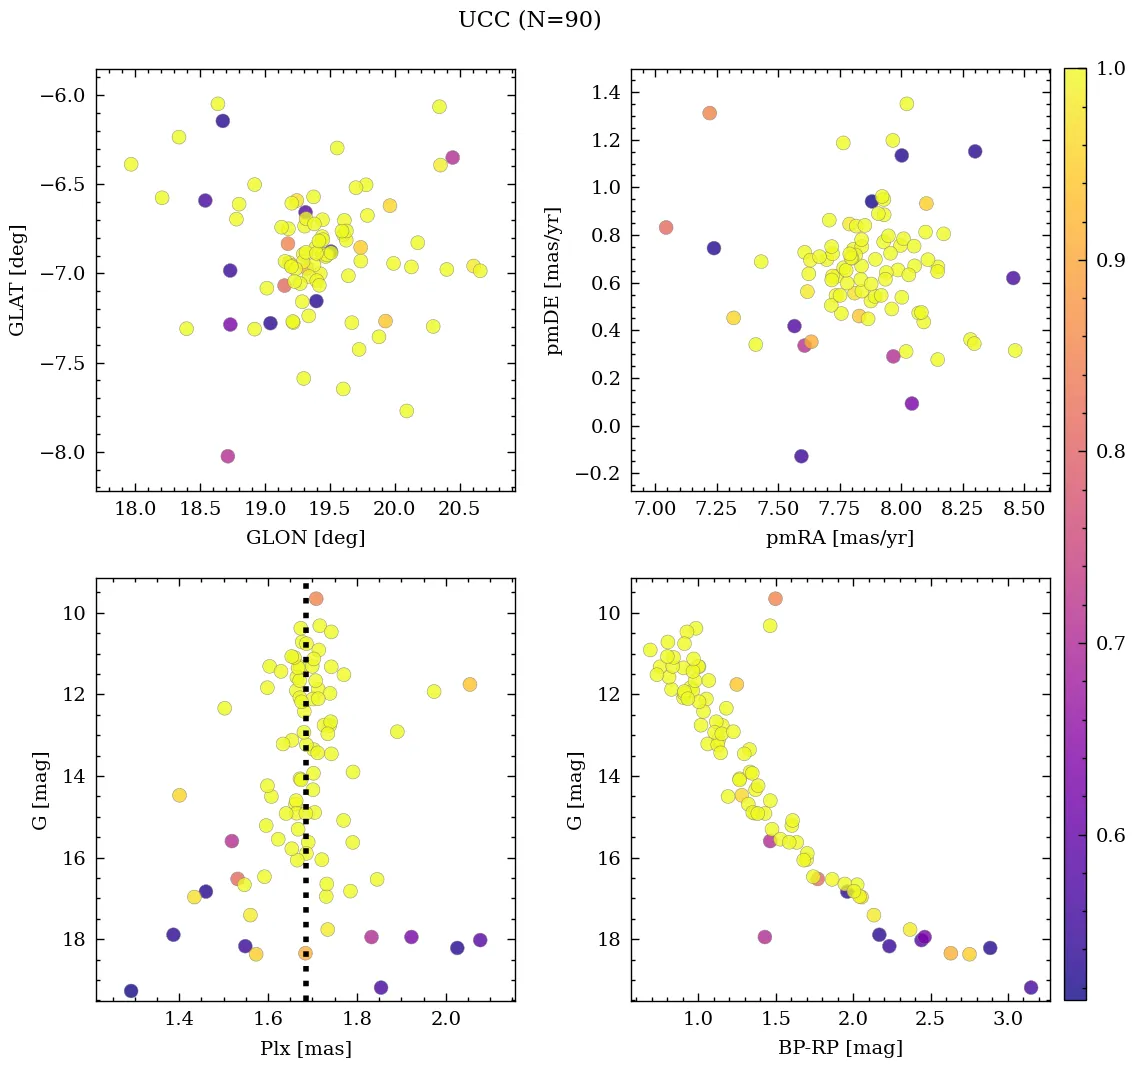 UCC (N=90)
−6.0
−6.5
−7.0
−7.5
−8.0
GLAT [deg]
18.0 18.5 19.0 19.5 20.0 20.5
GLON [deg]
1.4
1.2
1.0
0.8
0.6
0.4
0.2
0.0
−0.2
pmDE [mas/yr]
7.00 7.25 7.50 7.75 8.00 8.25 8.50
pmRA [mas/yr]
1.0
0.9
0.8
0.7
0.6
10
12
14
16
18
G [mag]
1.4 1.6 1.8 2.0
Plx [mas]
10
12
14
16
18
G [mag]
1.0 1.5 2.0 2.5 3.0
BP-RP [mag]